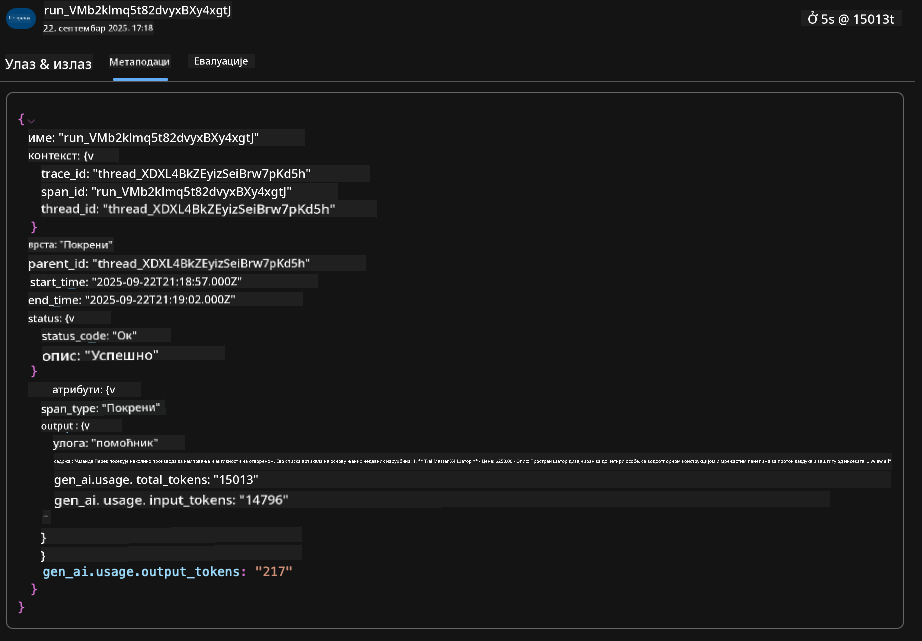 run_VMb2klmq5t82dvyxBXy4xgtJ
22. септембар 2025. 17:18
5s @ 15013t
Улаз & излаз
Метаподаци
Евалуације
{
име: "run_VMb2klmq5t82dvyxBXy4xgtJ"
контекст: {v
trace_id: "thread_XDXL4BkZEyizSeiBrw7pKd5h"
span_id: "run_VMb2klmq5t82dvyxBXy4xgtJ"
thread_id: "thread_XDXL4BkZEyizSeiBrw7pKd5h"
}
врста: "Покрени"
parent_id: "thread_XDXL4BkZEyizSeiBrw7pKd5h"
start_time: "2025-09-22T21:18:57.000Z"
end_time: "2025-09-22T21:19:02.000Z"
status: {v
status_code: "Ок"
опис: "Успешно"
}
атрибути: {v
span_type: "Покрени"
output : {v
улога: "помоћник"
gen_ai.usage. total_tokens: "15013"
gen_ai. usage. input_tokens: "14796"
}
}
gen_ai.usage.output_tokens: "217"
}
}